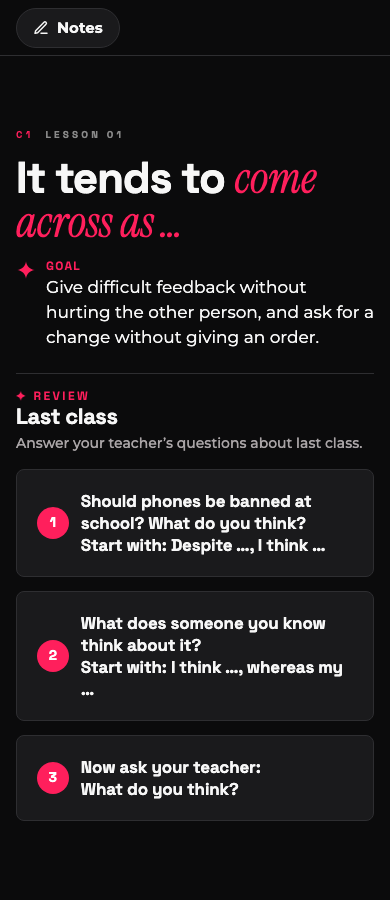 Notes
C1 LESSON 01
It tends to come
across as ...
GOAL
Give difficult feedback without
hurting the other person, and ask for a
change without giving an order.
REVIEW
Last class
Answer your teacher's questions about last class.
1
Should phones be banned at
school? What do you think?
Start with: Despite ..., I think ...
2
What does someone you know
think about it?
Start with: I think ..., whereas my
...
3
Now ask your teacher:
What do you think?